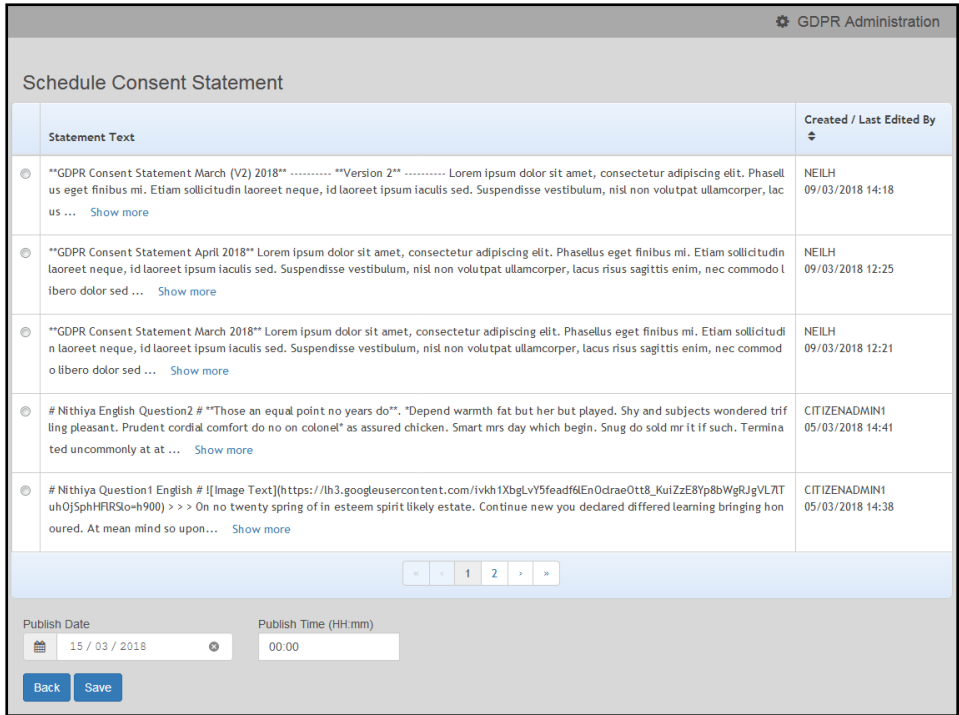 GDPR Administration
Schedule Consent Statement
Statement Text
Created / Last Edited By
**GDPR Consent Statement March (V2) 2018** ---------- **Version 2** ---------- Lorem ipsum dolor sit amet, consectetur adipiscing elit. Phasell
us eget finibus mi. Etiam sollicitudin laoreet neque, id laoreet ipsum iaculis sed. Suspendisse vestibulum, nisl non volutpat ullamcorper, lac
us ... Show more
NEILH
09/03/2018 14:18
**GDPR Consent Statement April 2018** Lorem ipsum dolor sit amet, consectetur adipiscing elit. Phasellus eget finibus mi. Etiam sollicitudin
laoreet neque, id laoreet ipsum iaculis sed. Suspendisse vestibulum, nisl non volutpat ullamcorper, lacus risus sagittis enim, nec commodo l
ibero dolor sed ... Show more
NEILH
09/03/2018 12:25
**GDPR Consent Statement March 2018** Lorem ipsum dolor sit amet, consectetur adipiscing elit. Phasellus eget finibus mi. Etiam sollicitudi
n laoreet neque, id laoreet ipsum iaculis sed. Suspendisse vestibulum, nisl non volutpat ullamcorper, lacus risus sagittis enim, nec commod
o libero dolor sed ... Show more
NEILH
09/03/2018 12:21
# Nithiya English Question2 # **Those an equal point no years do**. *Depend warmth fat but her but played. Shy and subjects wondered trif
ling pleasant. Prudent cordial comfort do no on colonel* as assured chicken. Smart mrs day which begin. Snug do sold mr it if such. Termina
ted uncommonly at at ... Show more
CITIZENADMIN1
05/03/2018 14:41
# Nithiya Question1 English # ![Image Text](https://lh3.googleusercontent.com/
> > > On no twenty spring of in esteem spirit likely estate. Continue new you declared differed learning bringing hon
oured. At mean mind so upon... Show more
CITIZENADMIN1
05/03/2018 14:38
« ‹ 1 2 › »
Publish Date
Publish Time (HH:mm)
15 / 03 / 2018
00:00
Back Save